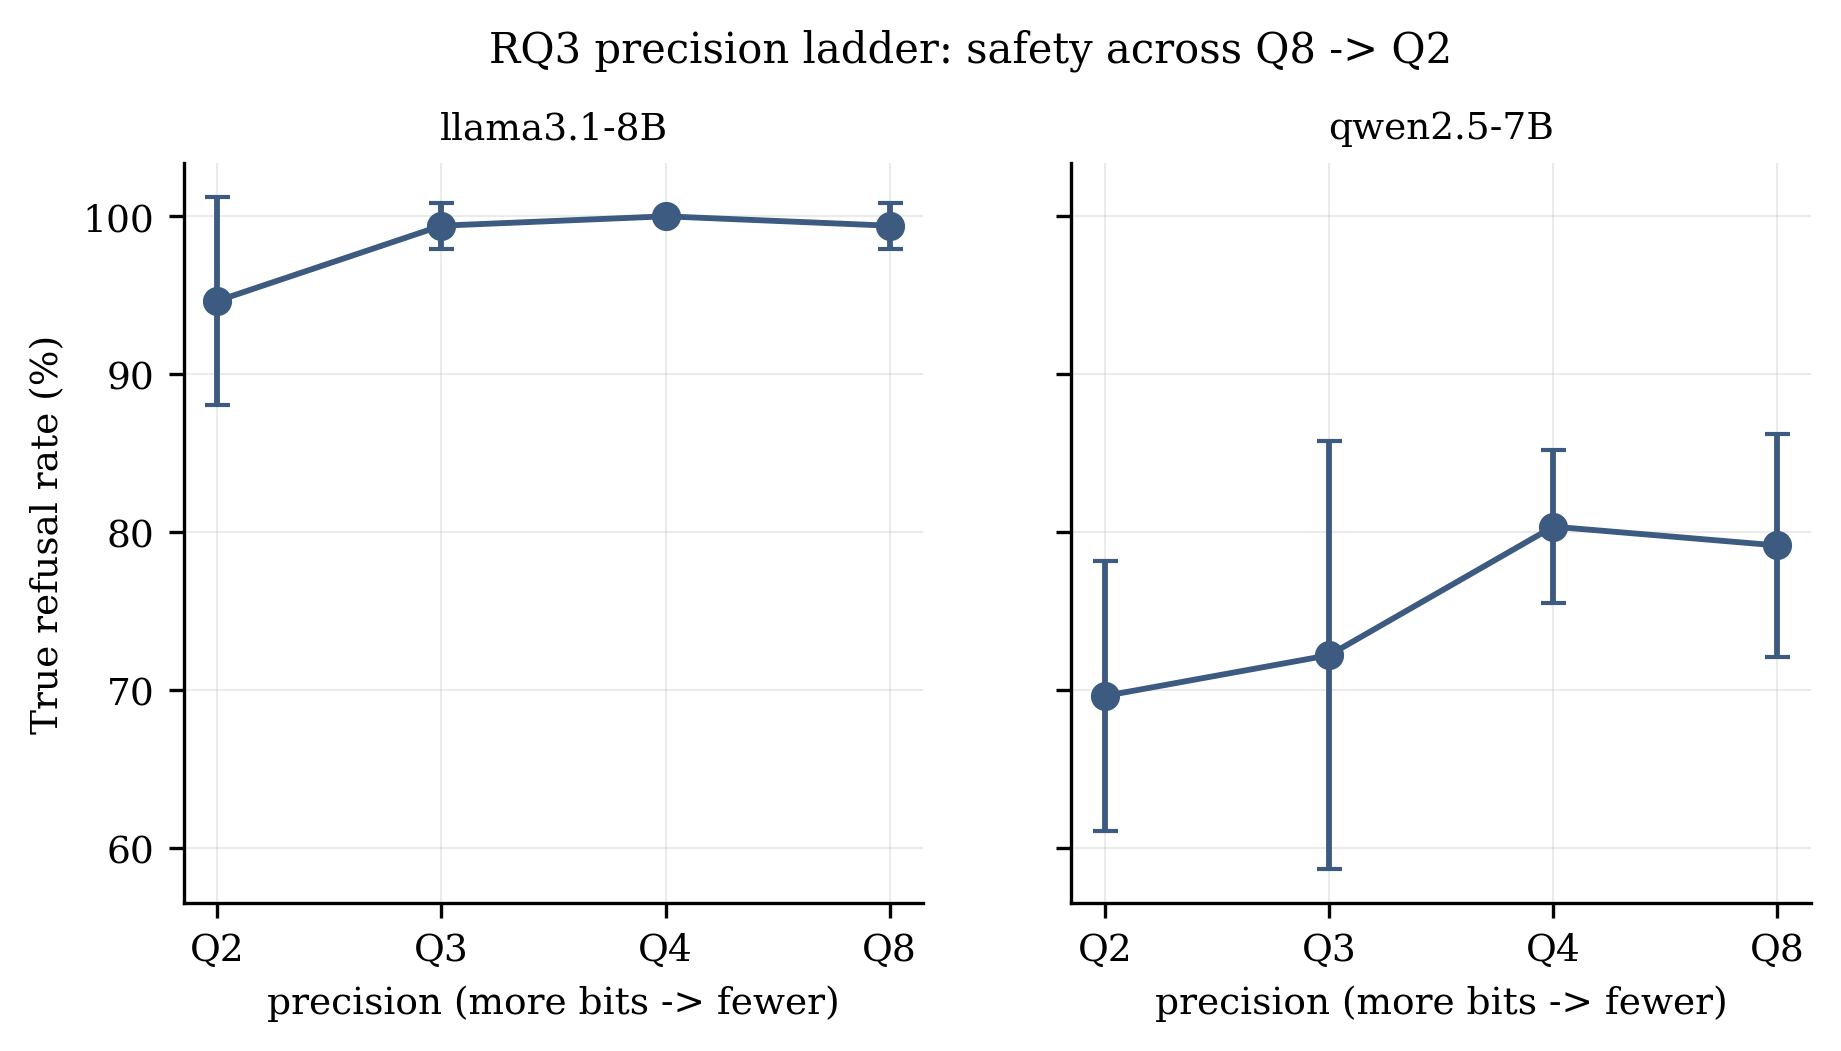 RQ3 precision ladder: safety across Q8 -> Q2
llama3.1-8B
qwen2.5-7B
True refusal rate (%)
100
90
80
70
60
Q2 Q3 Q4 Q8
Q2 Q3 Q4 Q8
precision (more bits -> fewer)
precision (more bits -> fewer)